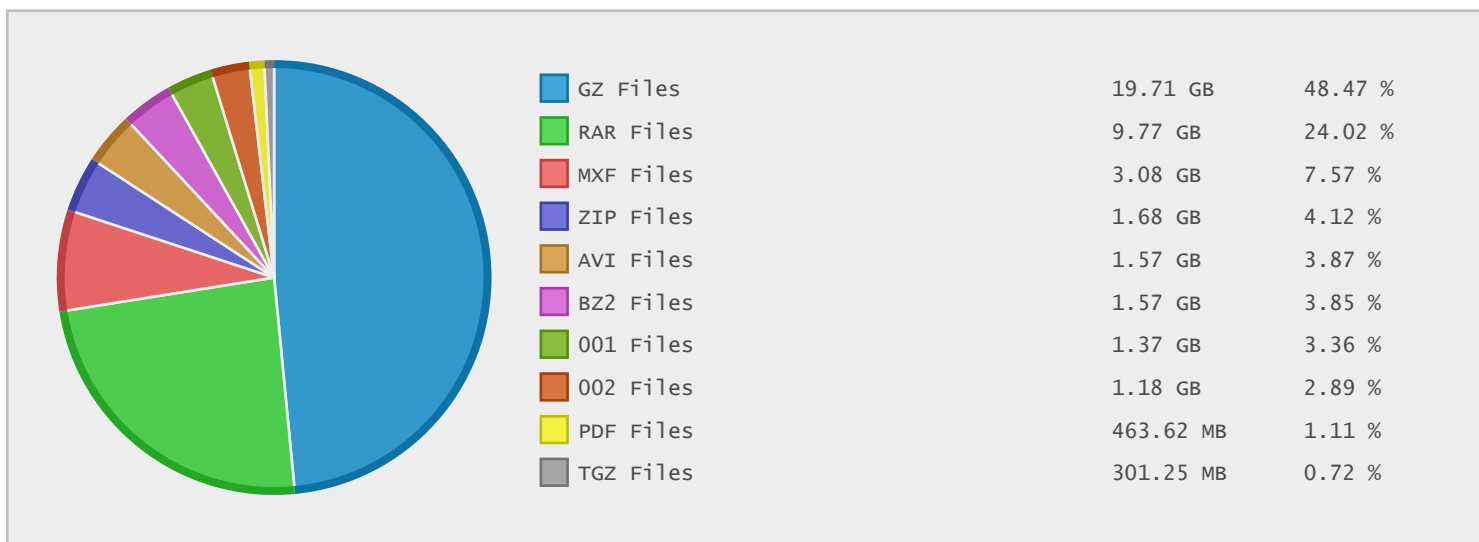 GZ Files 19.71 GB 48.47 %
RAR Files 9.77 GB 24.02 %
MXF Files 3.08 GB 7.57 %
ZIP Files 1.68 GB 4.12 %
AVI Files 1.57 GB 3.87 %
BZ2 Files 1.57 GB 3.85 %
001 Files 1.37 GB 3.36 %
002 Files 1.18 GB 2.89 %
PDF Files 463.62 MB 1.11 %
TGZ Files 301.25 MB 0.72 %